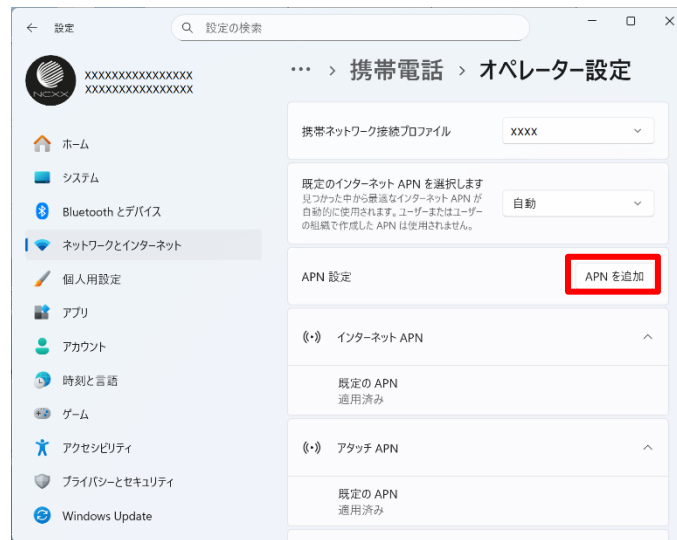 設定
設定の検索
NCXX
xxxxxxxxxxxxxxxx
xxxxxxxxxxxxxxxx
ホーム
システム
Bluetooth とデバイス
ネットワークとインターネット
個人用設定
アプリ
アカウント
時刻と言語
ゲーム
アクセシビリティ
プライバシーとセキュリティ
Windows Update
… > 携帯電話 > オペレーター設定
携帯ネットワーク接続プロファイル
xxxx
既定のインターネット APN を選択します
見つかった中から最適なインターネット APN が
自動的に使用されます。ユーザーまたはユーザー
の組織で作成した APN は使用されません。
自動
APN 設定
APN を追加
インターネット APN
既定の APN
適用済み
アタッチ APN
既定の APN
適用済み